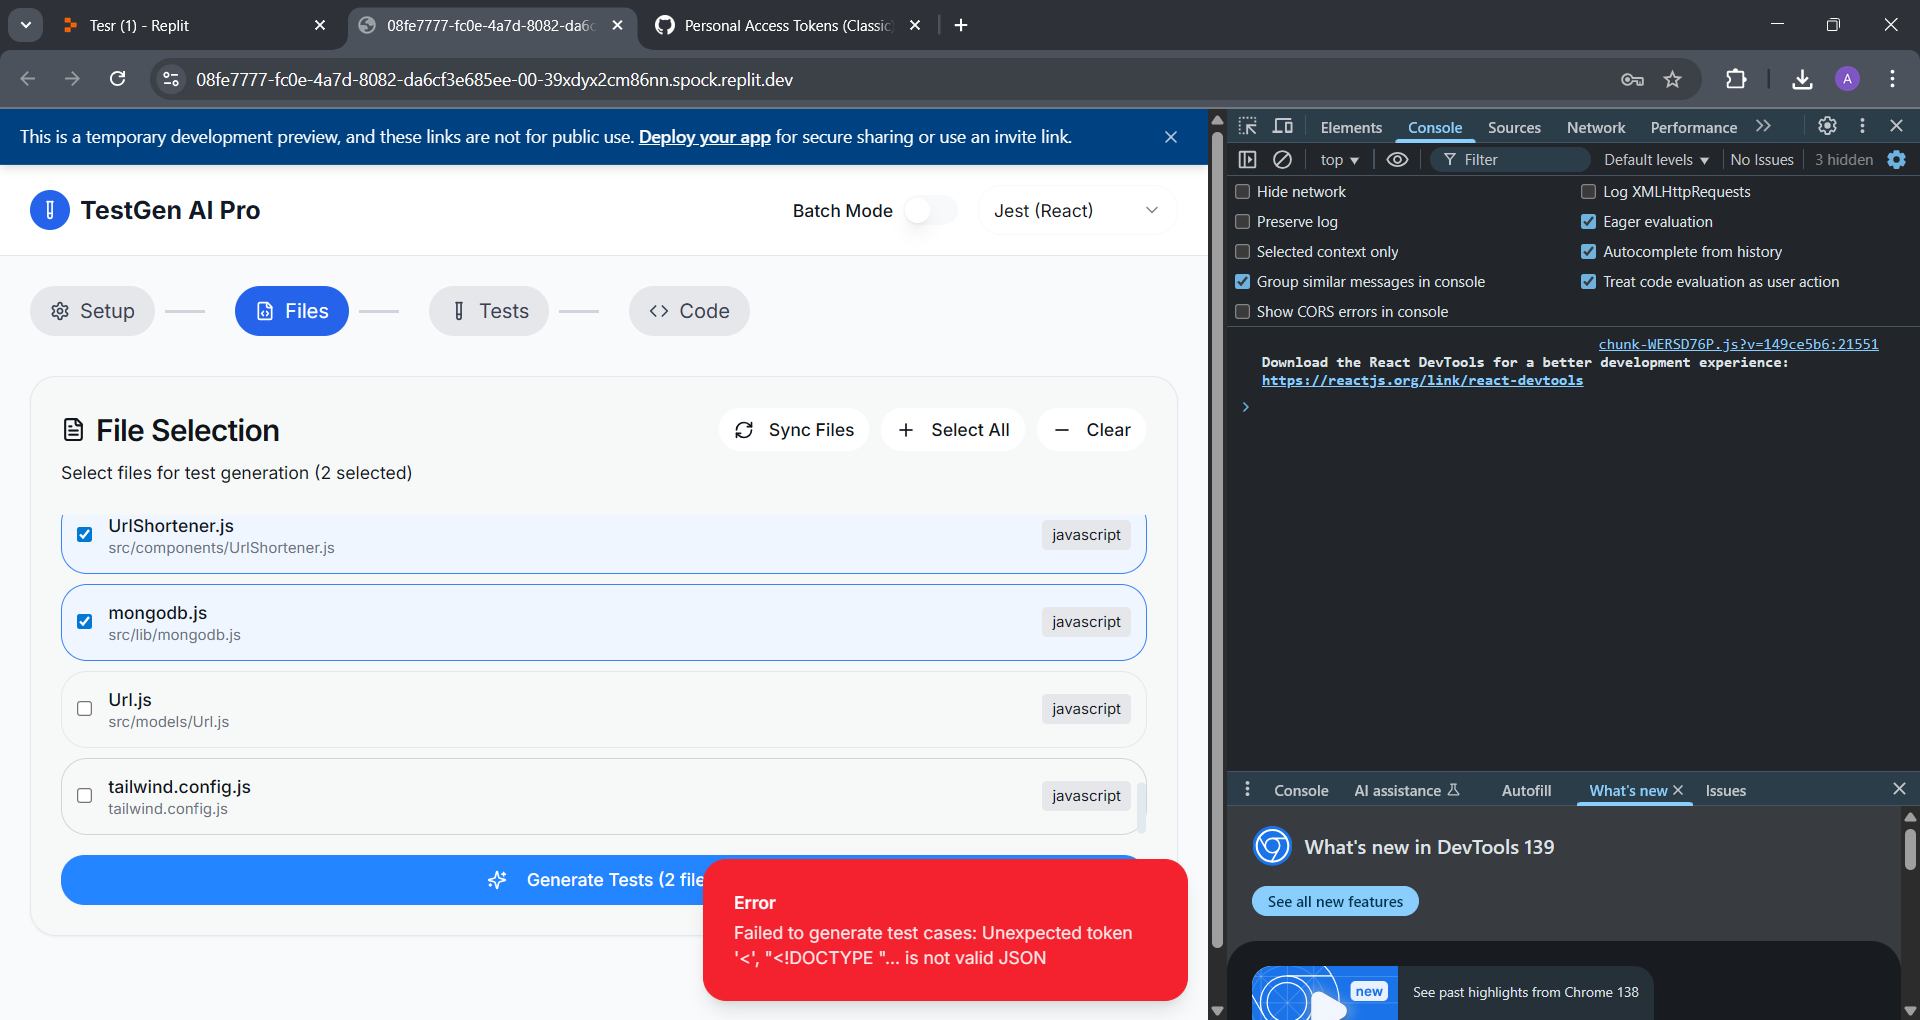 Tesr (1) - Replit
08fe7777-fc0e-4a7d-8082-da6c
Personal Access Tokens (Classic
08fe7777-fc0e-4a7d-8082-da6cf3e685ee-00-39xdyx2cm86nn.spock.replit.dev
A
This is a temporary development preview, and these links are not for public use. Deploy your app for secure sharing or use an invite link.
TestGen AI Pro
Batch Mode
Jest (React)
Setup
Files
Tests
Code
File Selection
Sync Files
Select All
Clear
Select files for test generation (2 selected)
UrlShortener.js
src/components/UrlShortener.js
javascript
mongodb.js
src/lib/mongodb.js
javascript
Url.js
src/models/Url.js
javascript
tailwind.config.js
tailwind.config.js
javascript
Generate Tests (2 file
Error
Failed to generate test cases: Unexpected token
'<', "<!DOCTYPE "... is not valid JSON
Elements Console Sources Network Performance
top
Filter
Default levels
No Issues
3 hidden
Hide network
Log XMLHttpRequests
Preserve log
Eager evaluation
Selected context only
Autocomplete from history
Group similar messages in console
Treat code evaluation as user action
Show CORS errors in console
chunk-WERSD76P.js?v=149ce5b6:21551
Download the React DevTools for a better development experience:
https://reactjs.org/link/react-devtools
Console AI assistance Autofill What's new Issues
What's new in DevTools 139
See all new features
new
See past highlights from Chrome 138